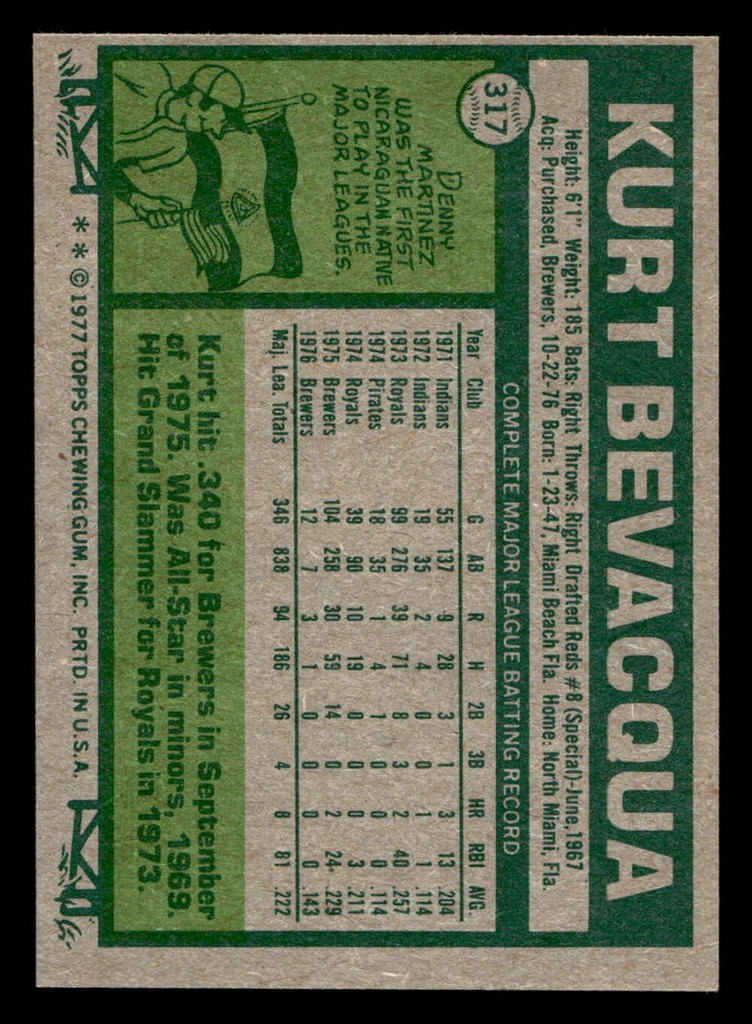 317
KURT BEVACQUA
Height: 6'1" Weight: 185 Bats: Right Throws: Right Drafted Reds #8 (Special)-June, 1967
Acq: Purchased, Brewers, 10-22-76 Born: 1-23-47, Miami Beach Fla. Home: North Miami, Fla.
DENNY
MARTINEZ
WAS THE FIRST
NICARAGUAN NATIVE
TO PLAY IN THE
MAJOR LEAGUES.
COMPLETE MAJOR LEAGUE BATTING RECORD
Year Club G AB R H 2B 3B HR RBI AVG.
1971 Indians 55 137 9 28 3 1 3 13 .204
1972 Indians 19 35 2 4 0 0 1 1 .114
1973 Royals 99 276 39 71 8 3 2 40 .257
1974 Pirates 18 35 1 4 1 0 0 0 .114
1974 Royals 39 90 10 19 0 0 0 3 .211
1975 Brewers 104 258 30 59 14 0 2 24 .229
1976 Brewers 12 7 3 1 0 0 0 0 .143
Maj. Lea. Totals 346 838 94 186 26 4 8 81 .222
Kurt hit .340 for Brewers in September
of 1975. Was All-Star in minors, 1969.
Hit Grand Slammer for Royals in 1973.
* * © 1977 TOPPS CHEWING GUM, INC. PRTD. IN U.S.A.